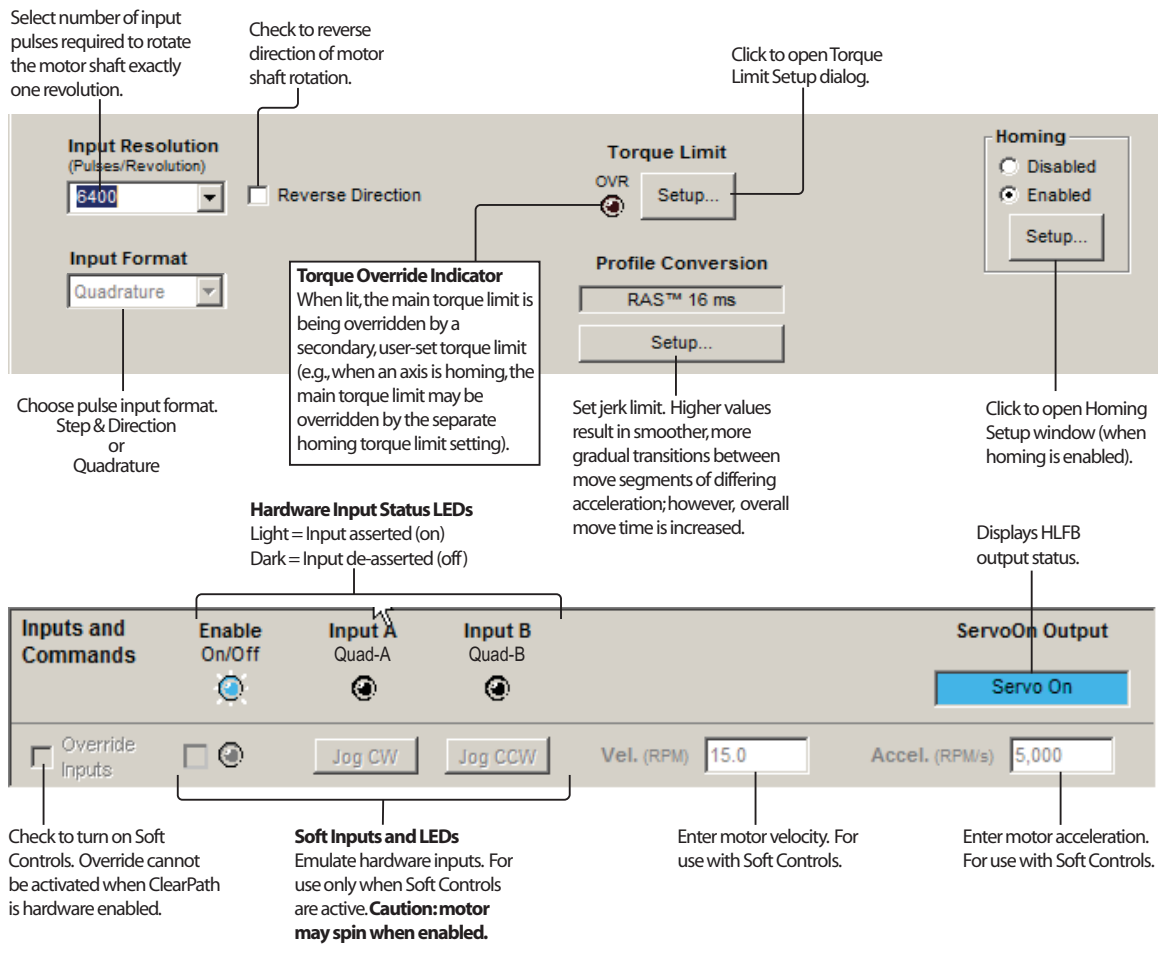 Select number of input
pulses required to rotate
the motor shaft exactly
one revolution.
Check to reverse
direction of motor
shaft rotation.
Click to open Torque
Limit Setup dialog.
Input Resolution
(Pulses/Revolution)
6400
Reverse Direction
Torque Limit
OVR
Setup...
Homing
Disabled
Enabled
Setup...
Input Format
Quadrature
Torque Override Indicator
When lit, the main torque limit is
being overridden by a
secondary, user-set torque limit
(e.g., when an axis is homing, the
main torque limit may be
overridden by the separate
homing torque limit setting).
Profile Conversion
RAS™ 16 ms
Setup...
Choose pulse input format.
Step & Direction
or
Quadrature
Set jerk limit. Higher values
result in smoother, more
gradual transitions between
move segments of differing
acceleration; however, overall
move time is increased.
Click to open Homing
Setup window (when
homing is enabled).
Hardware Input Status LEDs
Light = Input asserted (on)
Dark = Input de-asserted (off)
Displays HLFB
output status.
Inputs and
Commands
Enable
On/Off
Input A
Quad-A
Input B
Quad-B
ServoOn Output
Servo On
Override
Inputs
Jog CW
Jog CCW
Vel. (RPM)
15.0
Accel. (RPM/s)
5,000
Check to turn on Soft
Controls. Override cannot
be activated when ClearPath
is hardware enabled.
Soft Inputs and LEDs
Emulate hardware inputs. For
use only when Soft Controls
are active. Caution: motor
may spin when enabled.
Enter motor velocity. For
use with Soft Controls.
Enter motor acceleration.
For use with Soft Controls.